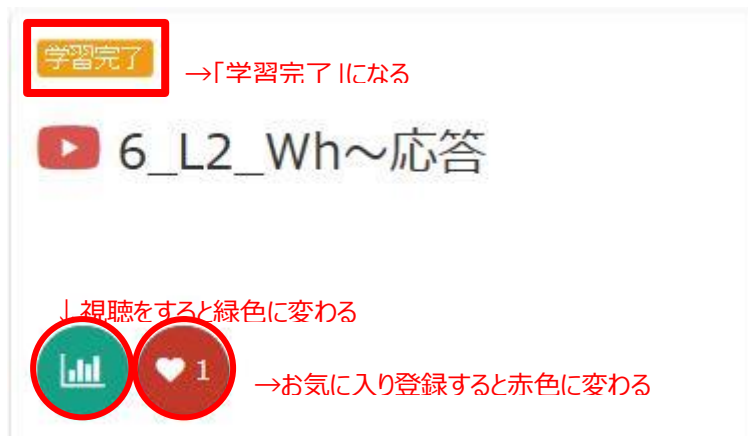 学習完了
→「学習完了」になる
6_L2_Wh～応答
↓視聴をすると緑色に変わる
1
→お気に入り登録すると赤色に変わる